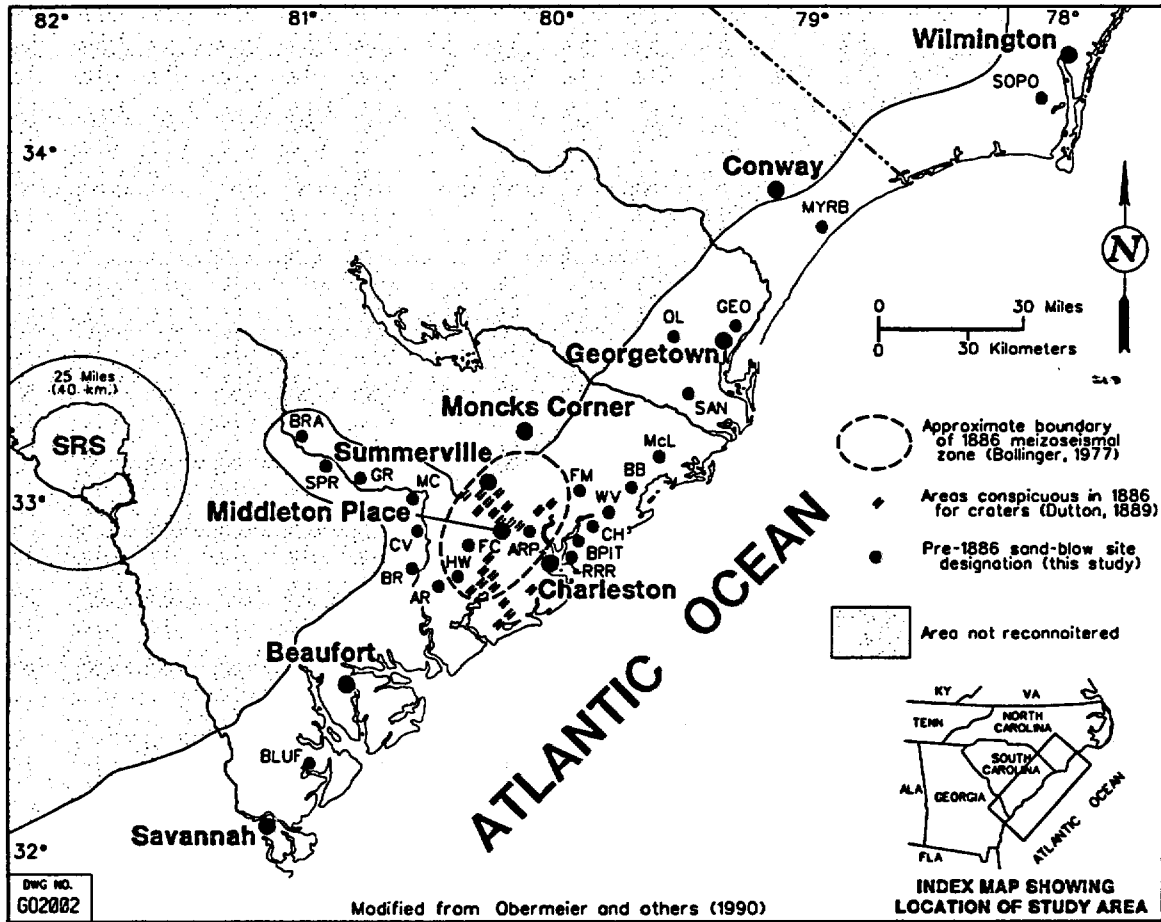 82°
81°
80°
79°
78°
Wilmington
SOPO
34°
Conway
MYRB
N
0 30 Miles
0 30 Kilometers
OL
GEO
Georgetown
25 Miles
(40 km.)
SRS
BRA
SPR
GR
Moncks Corner
SAN
Summerville
McL
MC
FM
BB
WV
33°
Middleton Place
CV
FC
ARP
CH
BPIT
RRR
BR
HW
AR
Charleston
Approximate boundary
of 1886 meizoseismal
zone (Bollinger, 1977)
Areas conspicuous in 1886
for craters (Dutton, 1889)
Pre-1886 sand-blow site
designation (this study)
Area not reconnoitered
Beaufort
ATLANTIC OCEAN
BLUF
Savannah
32°
KY
VA
TENN
NORTH
CAROLINA
SOUTH
CAROLINA
ALA
GEORGIA
FLA
ATLANTIC OCEAN
INDEX MAP SHOWING
LOCATION OF STUDY AREA
DWG NO.
GO2002
Modified from Obermeier and others (1990)